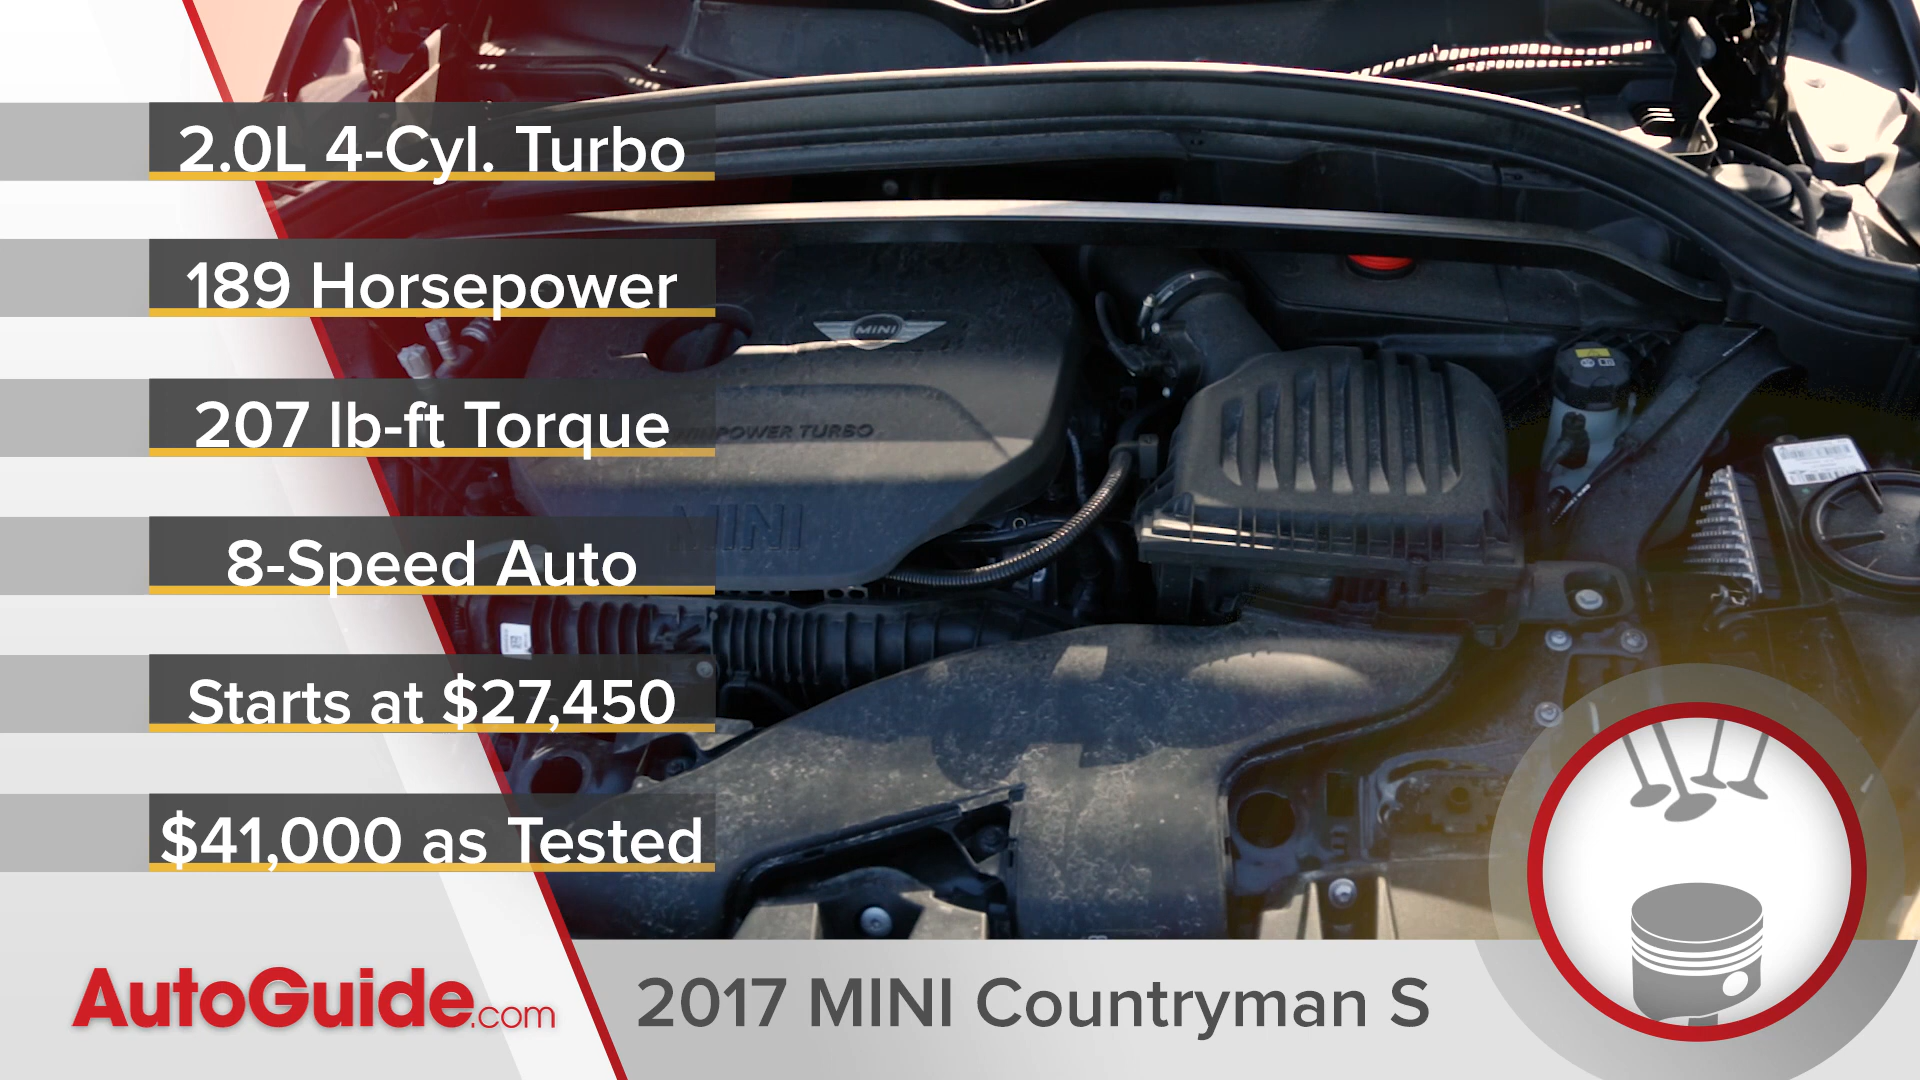 2.0L 4-Cyl. Turbo
189 Horsepower
MINI
207 lb-ft Torque
POWER TURBO
8-Speed Auto
MINI
Starts at $27,450
$41,000 as Tested
AutoGuide.com
2017 MINI Countryman S